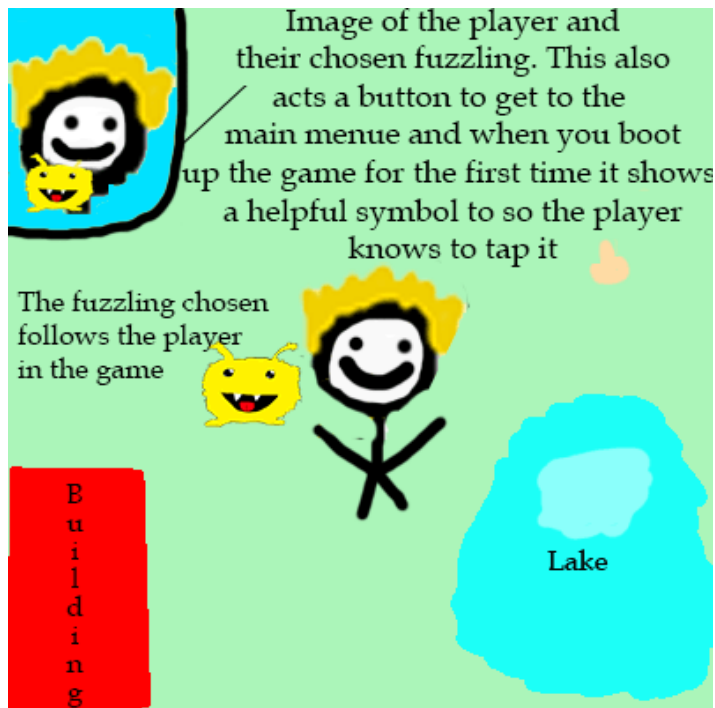 Image of the player and
their chosen fuzzling. This also
acts a button to get to the
main menue and when you boot
up the game for the first time it shows
a helpful symbol to so the player
knows to tap it
The fuzzling chosen
follows the player
in the game
Building
Lake